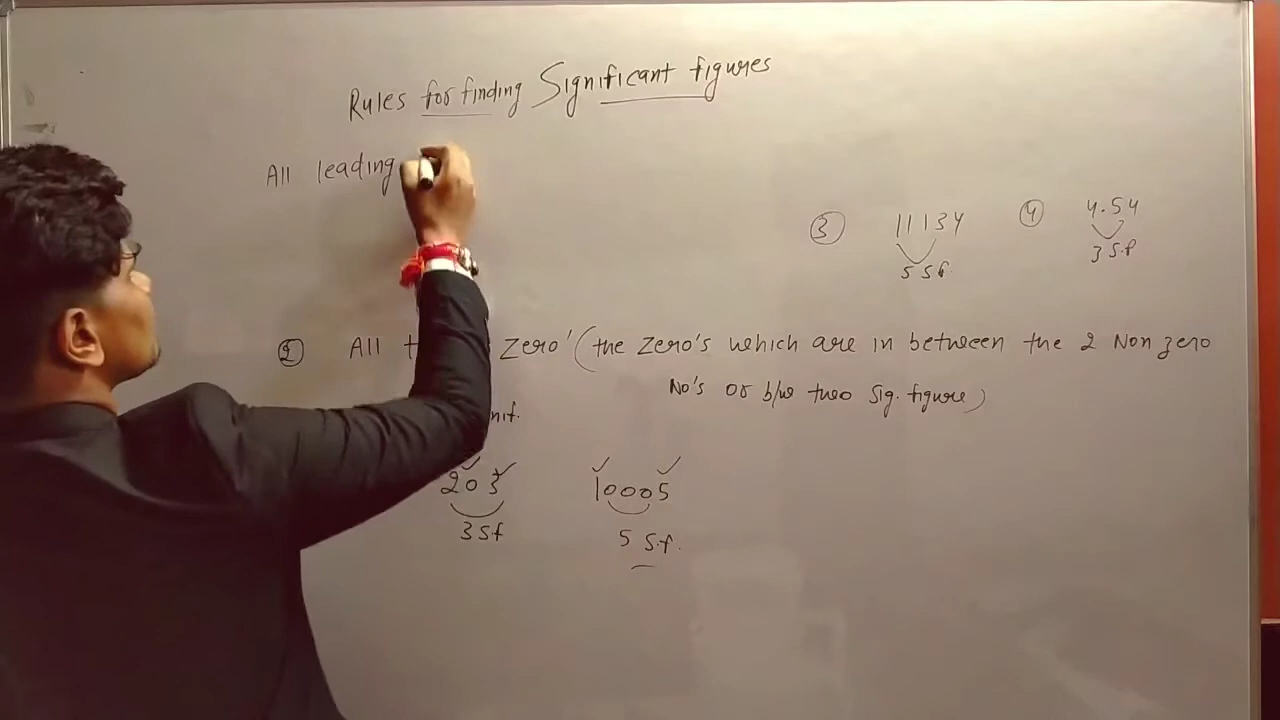 Rules for finding Significant figures
All leading
③ 11134 ④ 4.54
5 S.f. 3 S.f
② All Zero' (the Zero's which are in between the 2 Non zero
No's or b/w two Sig. figure)
nif.
203 10005
3 S.f 5 S.f.